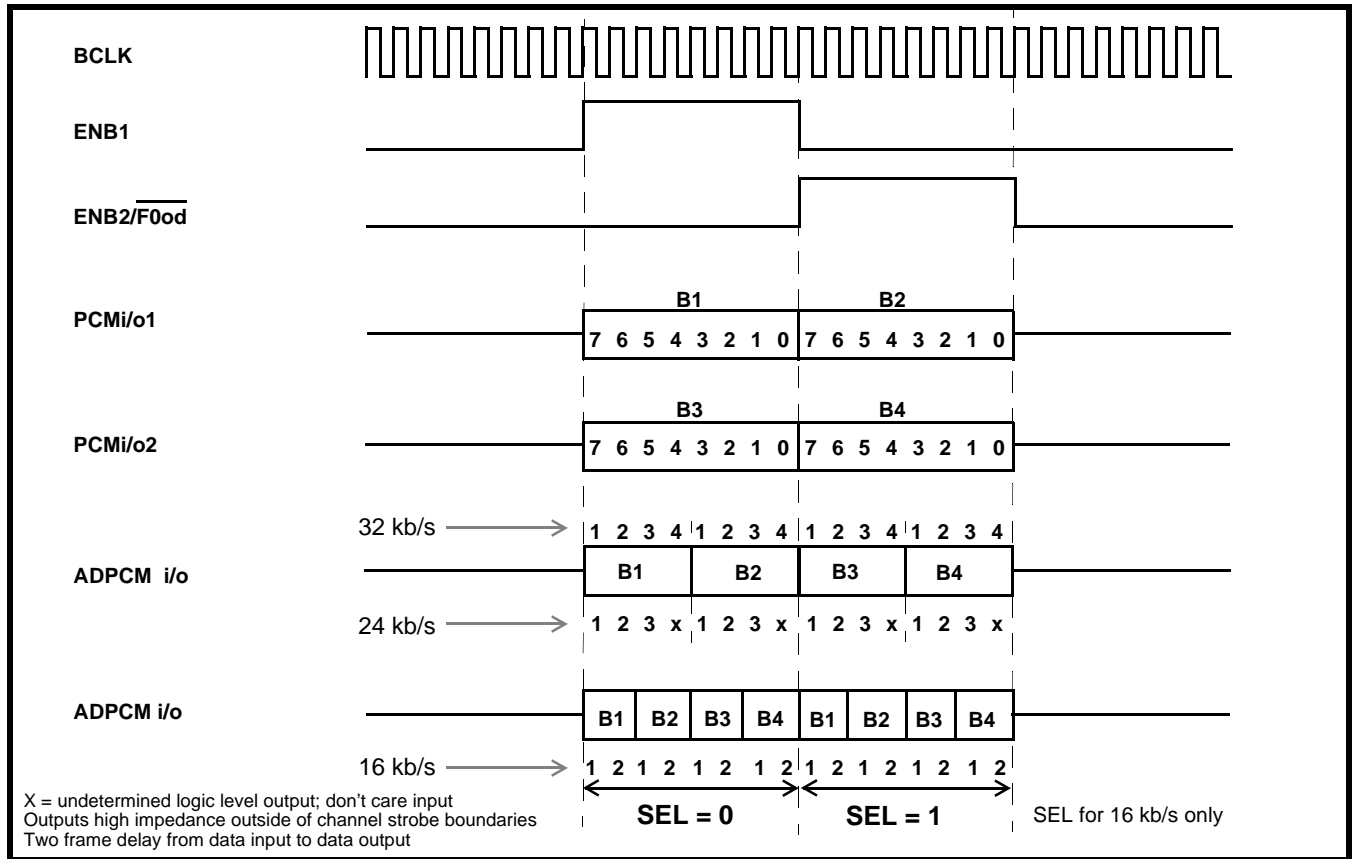 BCLK
ENB1
ENB2/F0od
B1 B2
PCMi/o1
7 6 5 4 3 2 1 0 7 6 5 4 3 2 1 0
B3 B4
PCMi/o2
7 6 5 4 3 2 1 0 7 6 5 4 3 2 1 0
32 kb/s
1 2 3 4 1 2 3 4 1 2 3 4 1 2 3 4
ADPCM i/o
B1 B2 B3 B4
24 kb/s
1 2 3 x 1 2 3 x 1 2 3 x 1 2 3 x
ADPCM i/o
B1 B2 B3 B4 B1 B2 B3 B4
16 kb/s
1 2 1 2 1 2 1 2 1 2 1 2 1 2 1 2
X = undetermined logic level output; don't care input
Outputs high impedance outside of channel strobe boundaries
Two frame delay from data input to data output
SEL = 0 SEL = 1
SEL for 16 kb/s only